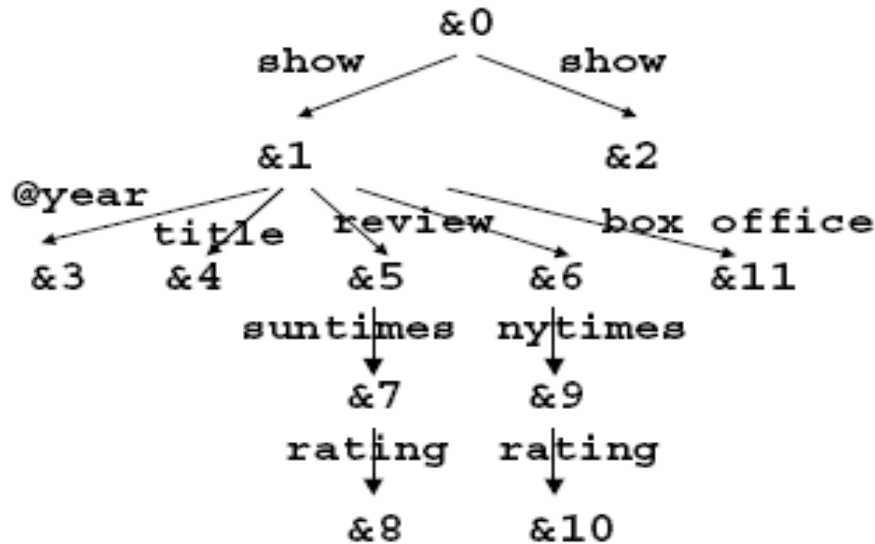 &0
show show
&1 &2
@year
title review box office
&3 &4 &5 &6 &11
suntimes nytimes
&7 &9
rating rating
&8 &10